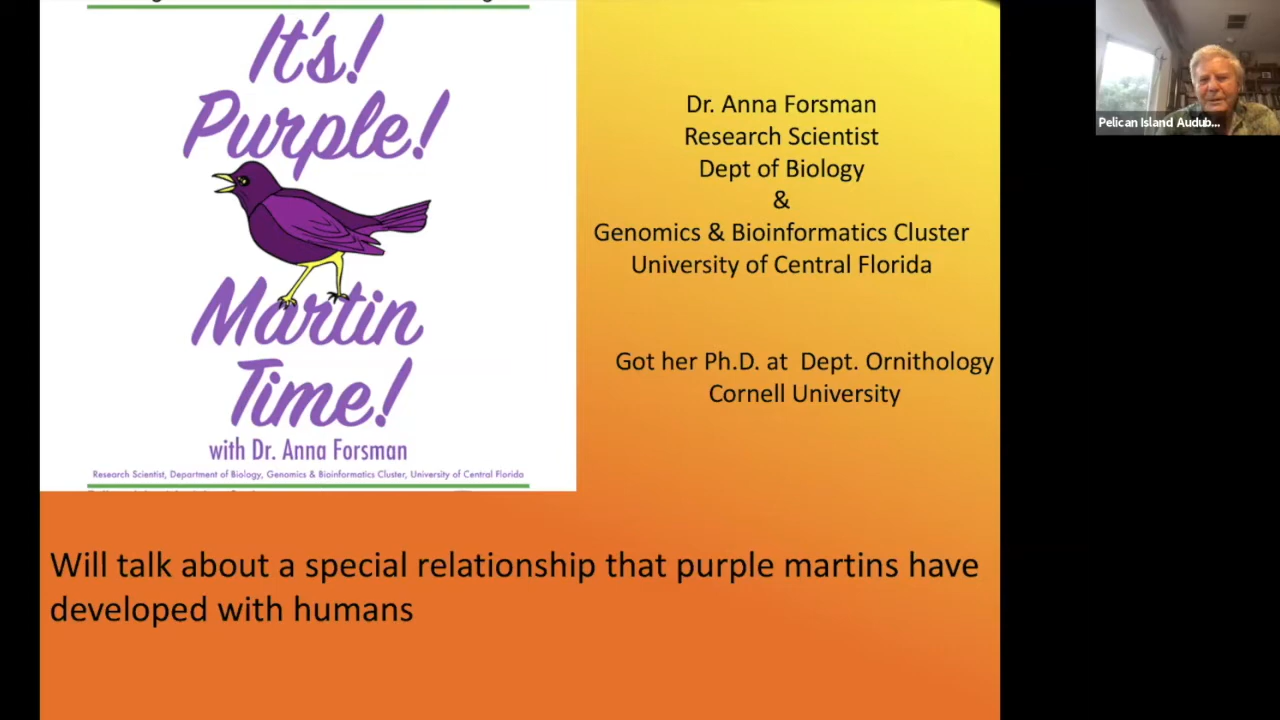 It's!
Purple!
Martin
Time!
with Dr. Anna Forsman
Research Scientist, Department of Biology, Genomics & Bioinformatics Cluster, University of Central Florida
Dr. Anna Forsman
Research Scientist
Dept of Biology
&
Genomics & Bioinformatics Cluster
University of Central Florida
Got her Ph.D. at Dept. Ornithology
Cornell University
Will talk about a special relationship that purple martins have
developed with humans
Pelican Island Audub...